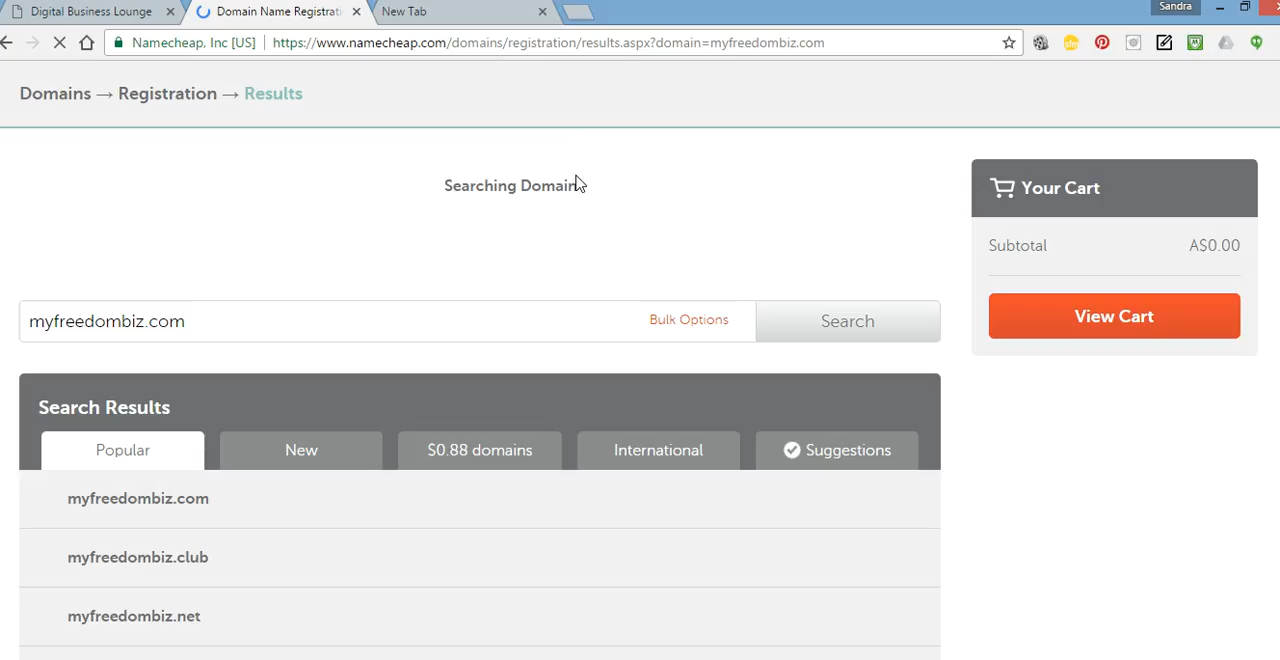 Digital Business Lounge
Domain Name Registrati
New Tab
Sandra
Namecheap, Inc [US]
https://www.namecheap.com/domains/registration/results.aspx?domain=myfreedombiz.com
Domains → Registration → Results
Searching Domain
Your Cart
Subtotal A$0.00
View Cart
myfreedombiz.com Bulk Options Search
Search Results
Popular New $0.88 domains International Suggestions
myfreedombiz.com
myfreedombiz.club
myfreedombiz.net